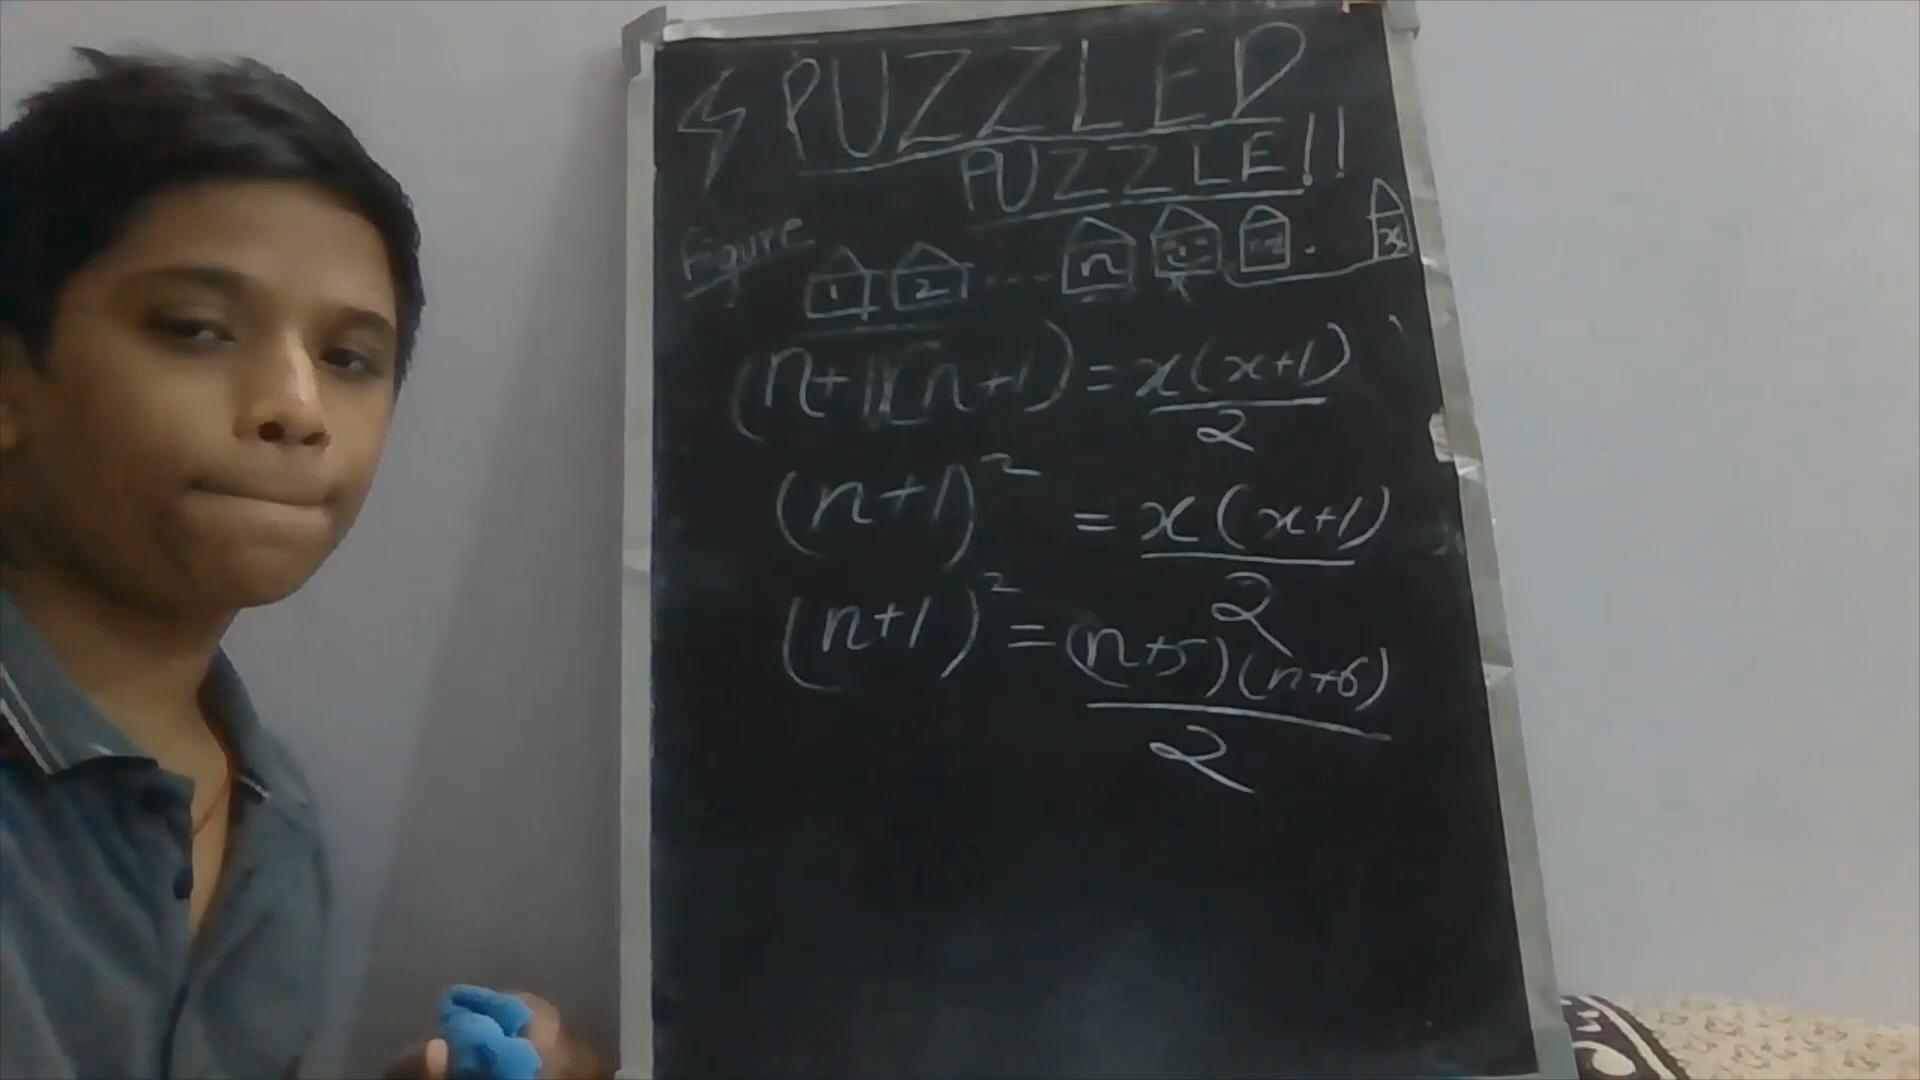 PUZZLED
PUZZLE!!
Figure
1 2 .... n .. x
(n+1)(n+1) = x(x+1)/2
(n+1)² = x(x+1)/2
(n+1)² = (n+5)(n+6)/2